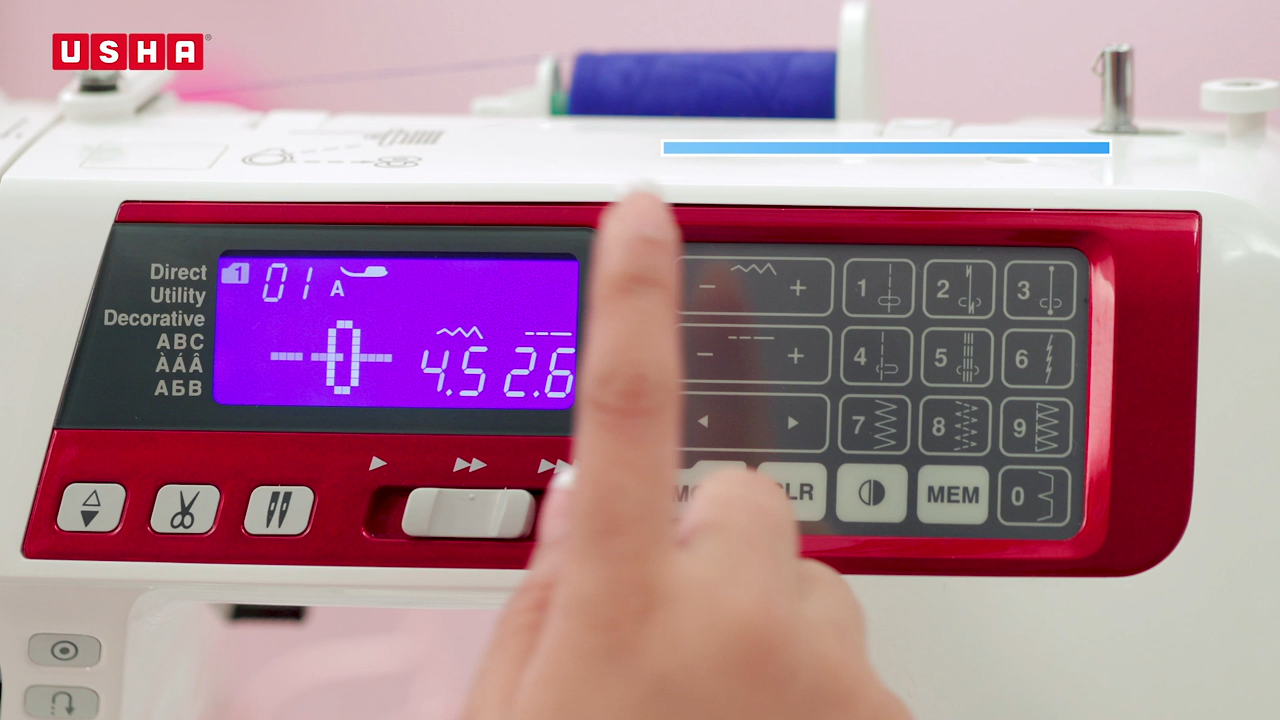 USHA®
Direct
Utility
Decorative
ABC
ÀÁÂ
АБВ
1 01
A
4.5 2.6
- +
- +
1 2 3
4 5 6
7 8 9
MEM 0